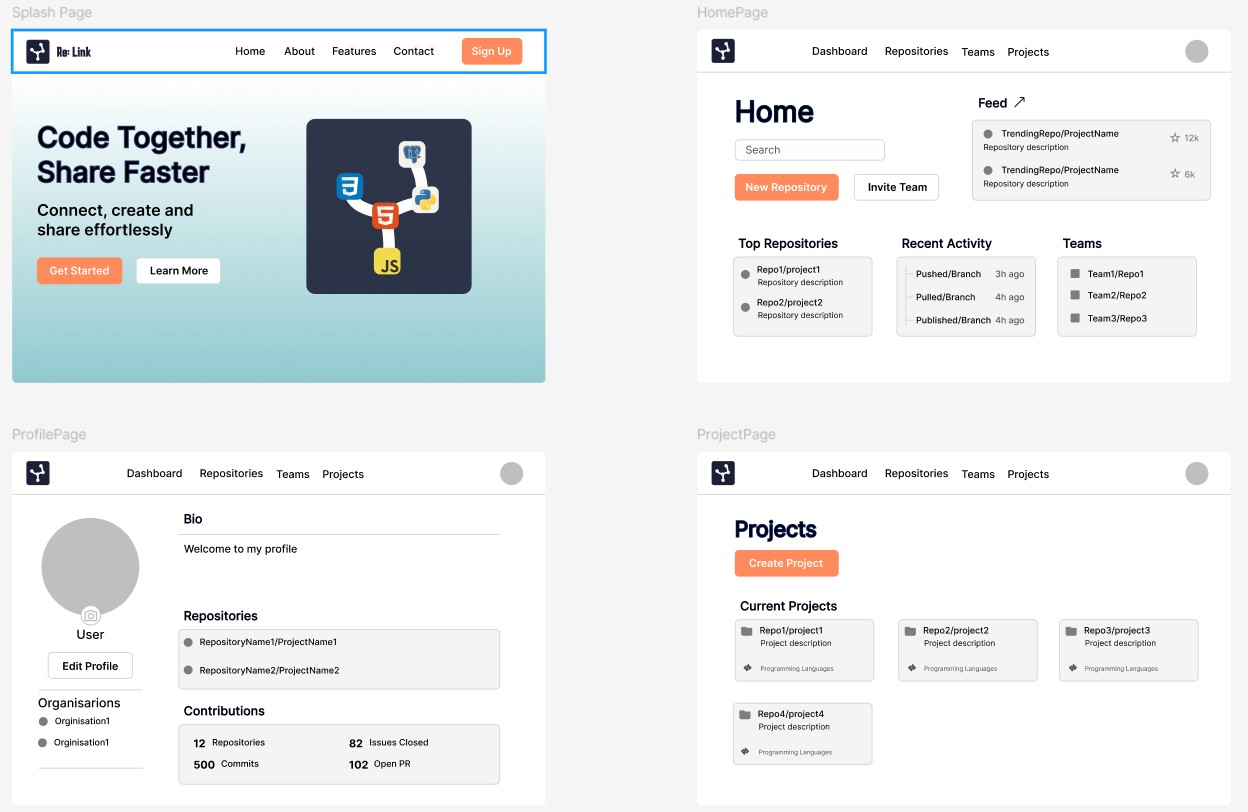 Splash Page
Re: Link
Home About Features Contact Sign Up
Code Together,
Share Faster
Connect, create and
share effortlessly
Get Started Learn More
3
5
JS
HomePage
Dashboard Repositories Teams Projects
Home
Search
New Repository Invite Team
Feed
TrendingRepo/ProjectName 12k
Repository description
TrendingRepo/ProjectName 6k
Repository description
Top Repositories
Repo1/project1
Repository description
Repo2/project2
Repository description
Recent Activity
Pushed/Branch 3h ago
Pulled/Branch 4h ago
Published/Branch 4h ago
Teams
Team1/Repo1
Team2/Repo2
Team3/Repo3
ProfilePage
Dashboard Repositories Teams Projects
User
Edit Profile
Organisarions
Orginisation1
Orginisation1
Bio
Welcome to my profile
Repositories
RepositoryName1/ProjectName1
RepositoryName2/ProjectName2
Contributions
12 Repositories 82 Issues Closed
500 Commits 102 Open PR
ProjectPage
Dashboard Repositories Teams Projects
Projects
Create Project
Current Projects
Repo1/project1
Project description
Programming Languages
Repo2/project2
Project description
Programming Languages
Repo3/project3
Project description
Programming Languages
Repo4/project4
Project description
Programming Languages